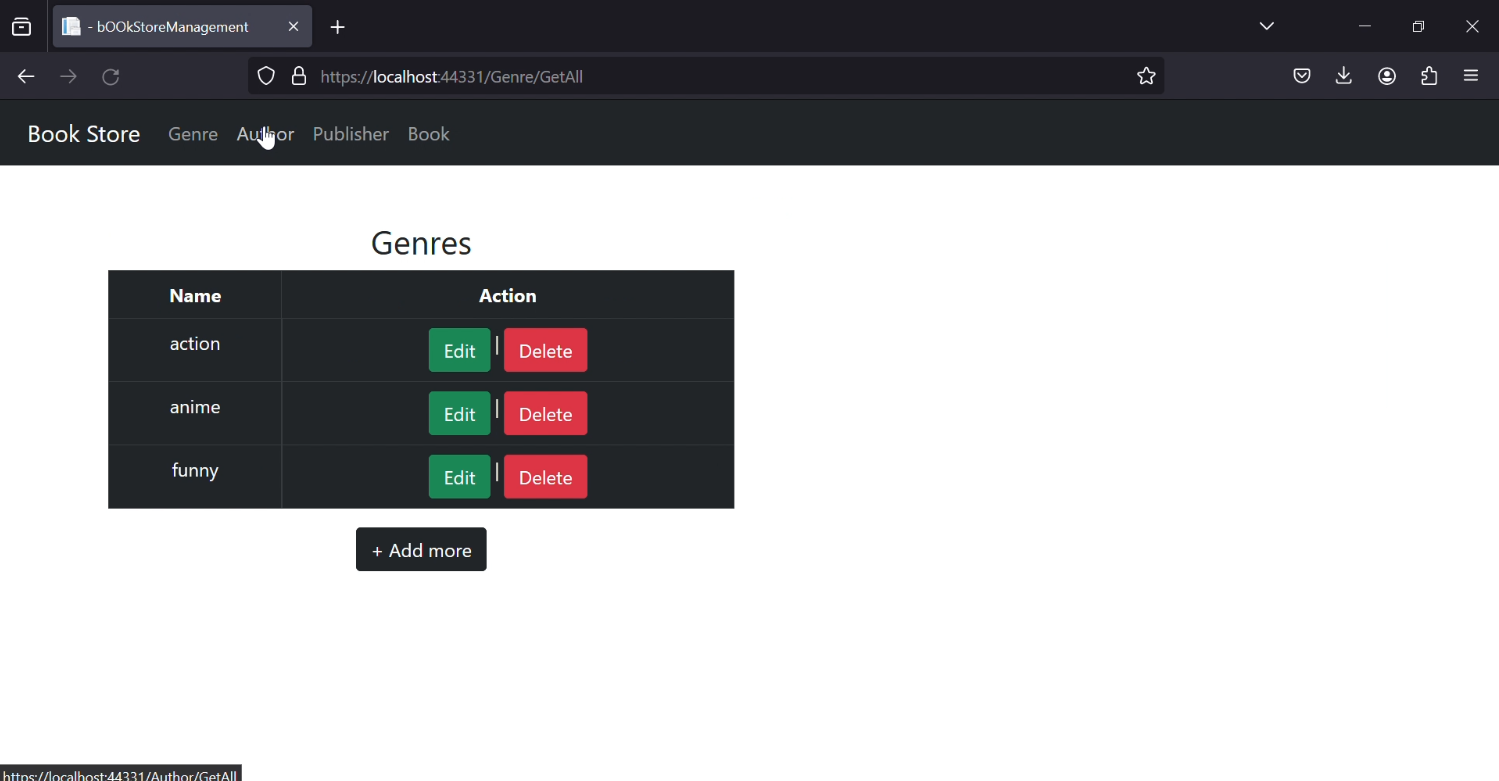 - bOOkStoreManagement
https://localhost:44331/Genre/GetAll
Book Store Genre Author Publisher Book
Genres
Name Action
action Edit | Delete
anime Edit | Delete
funny Edit | Delete
+ Add more
https://localhost:44331/Author/GetAll